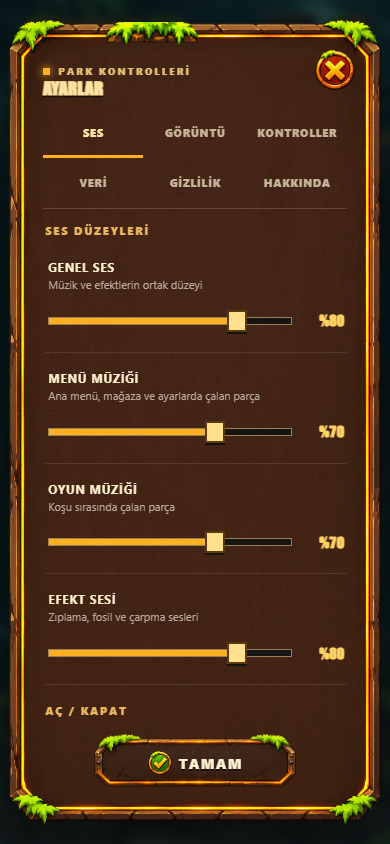 PARK KONTROLLERİ
AYARLAR
SES GÖRÜNTÜ KONTROLLER
VERİ GİZLİLİK HAKKINDA
SES DÜZEYLERİ
GENEL SES
Müzik ve efektlerin ortak düzeyi
%80
MENÜ MÜZİĞİ
Ana menü, mağaza ve ayarlarda çalan parça
%70
OYUN MÜZİĞİ
Koşu sırasında çalan parça
%70
EFEKT SESİ
Zıplama, fosil ve çarpma sesleri
%80
AÇ / KAPAT
TAMAM